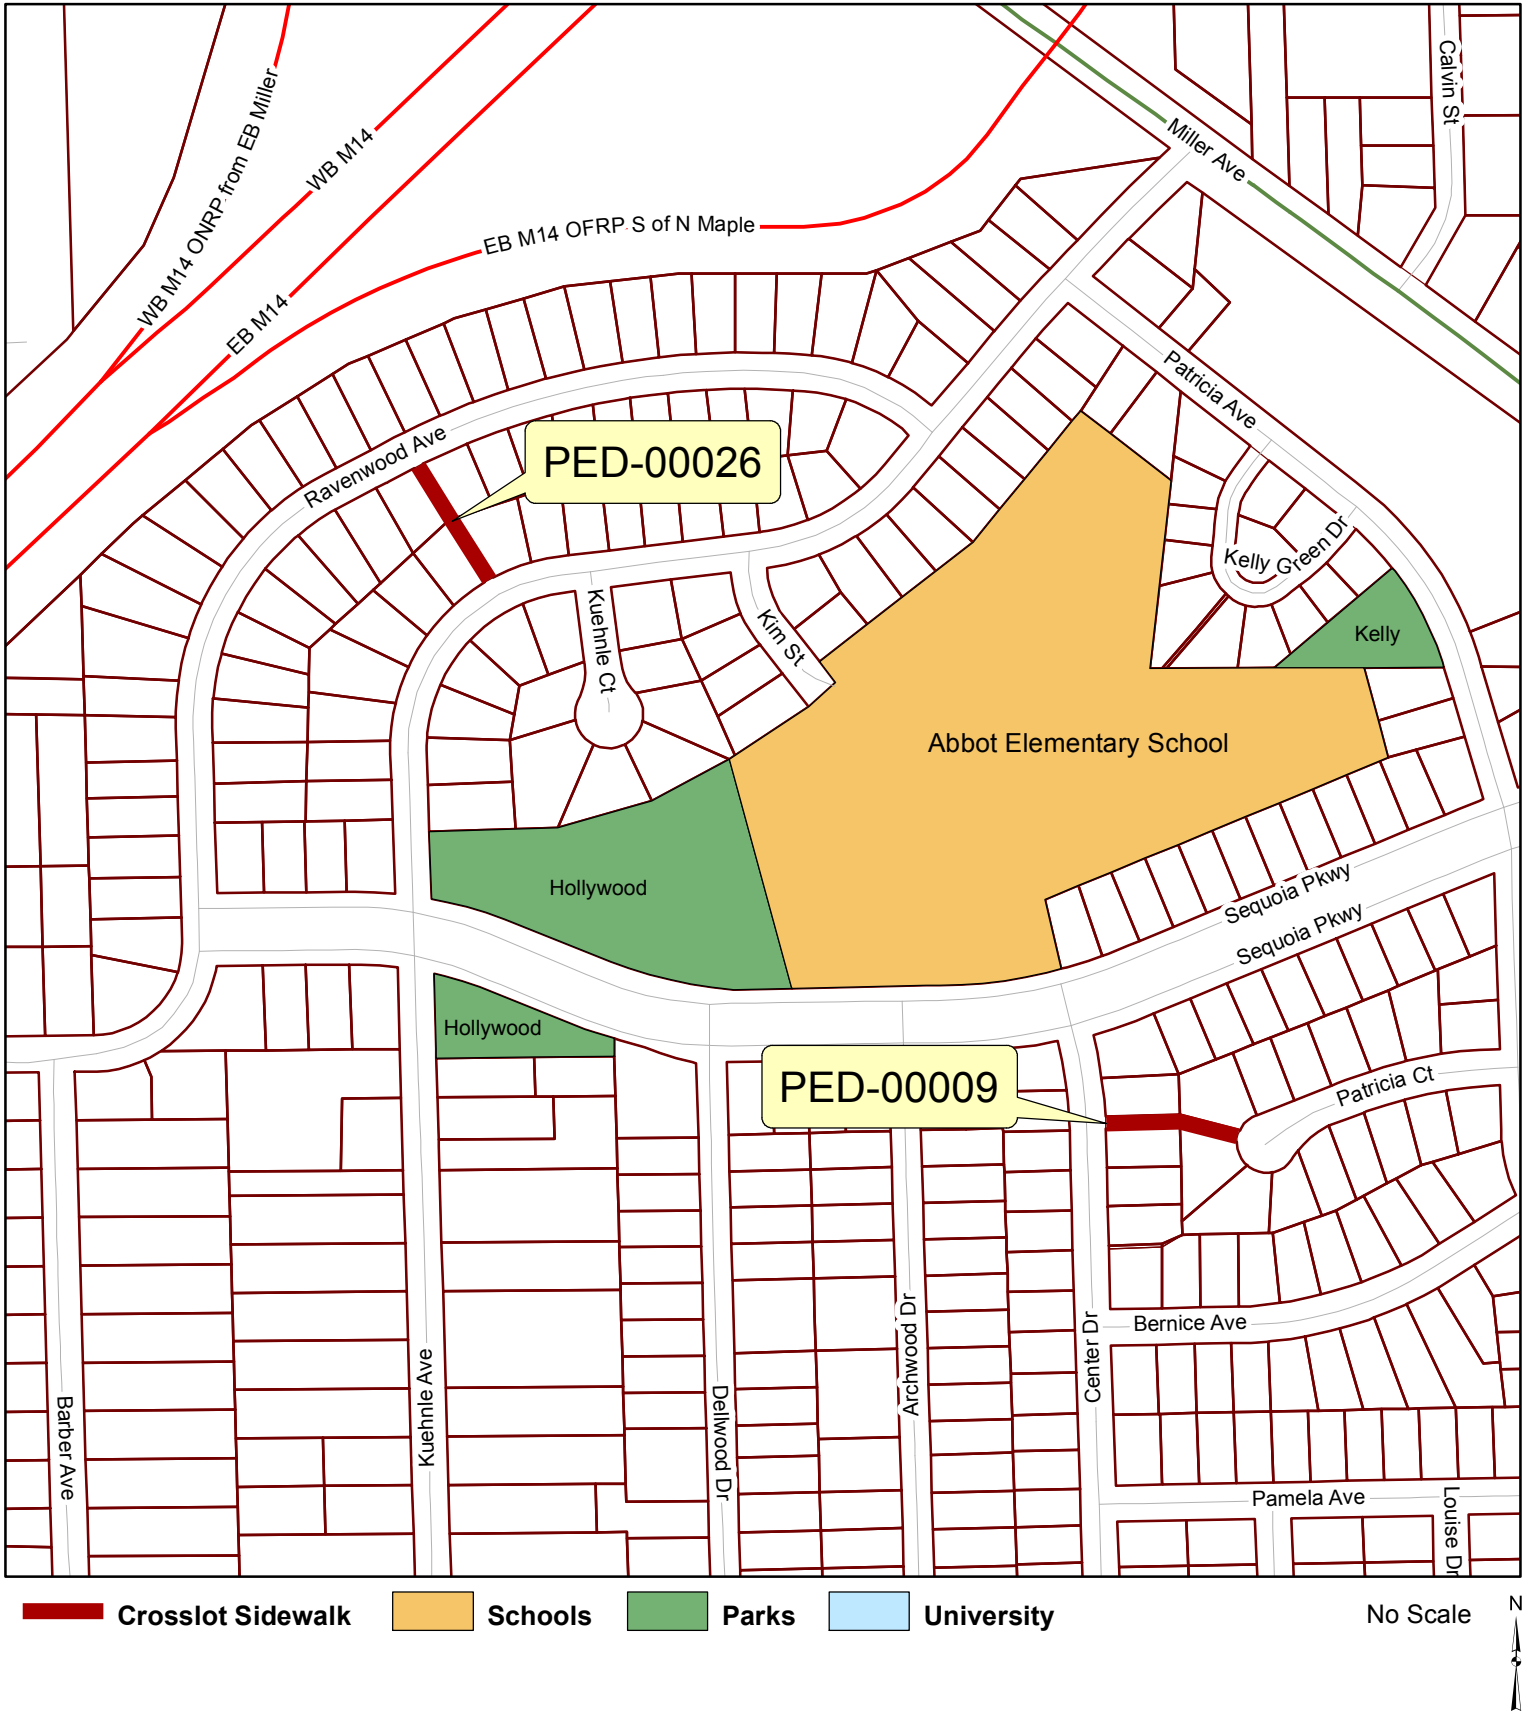 Calvin St
Miller Ave
WB M14 ONRP from EB Miller
WB M14
EB M14 OFRP S of N Maple
EB M14
Patricia Ave
Ravenwood Ave
PED-00026
Kelly Green Dr
Kuehnle Ct
Kim St
Kelly
Abbot Elementary School
Hollywood
Sequoia Pkwy
Sequoia Pkwy
Hollywood
PED-00009
Patricia Ct
Bernice Ave
Barber Ave
Kuehnle Ave
Dellwood Dr
Archwood Dr
Center Dr
Pamela Ave
Louise Dr
Crosslot Sidewalk
Schools
Parks
University
No Scale
N